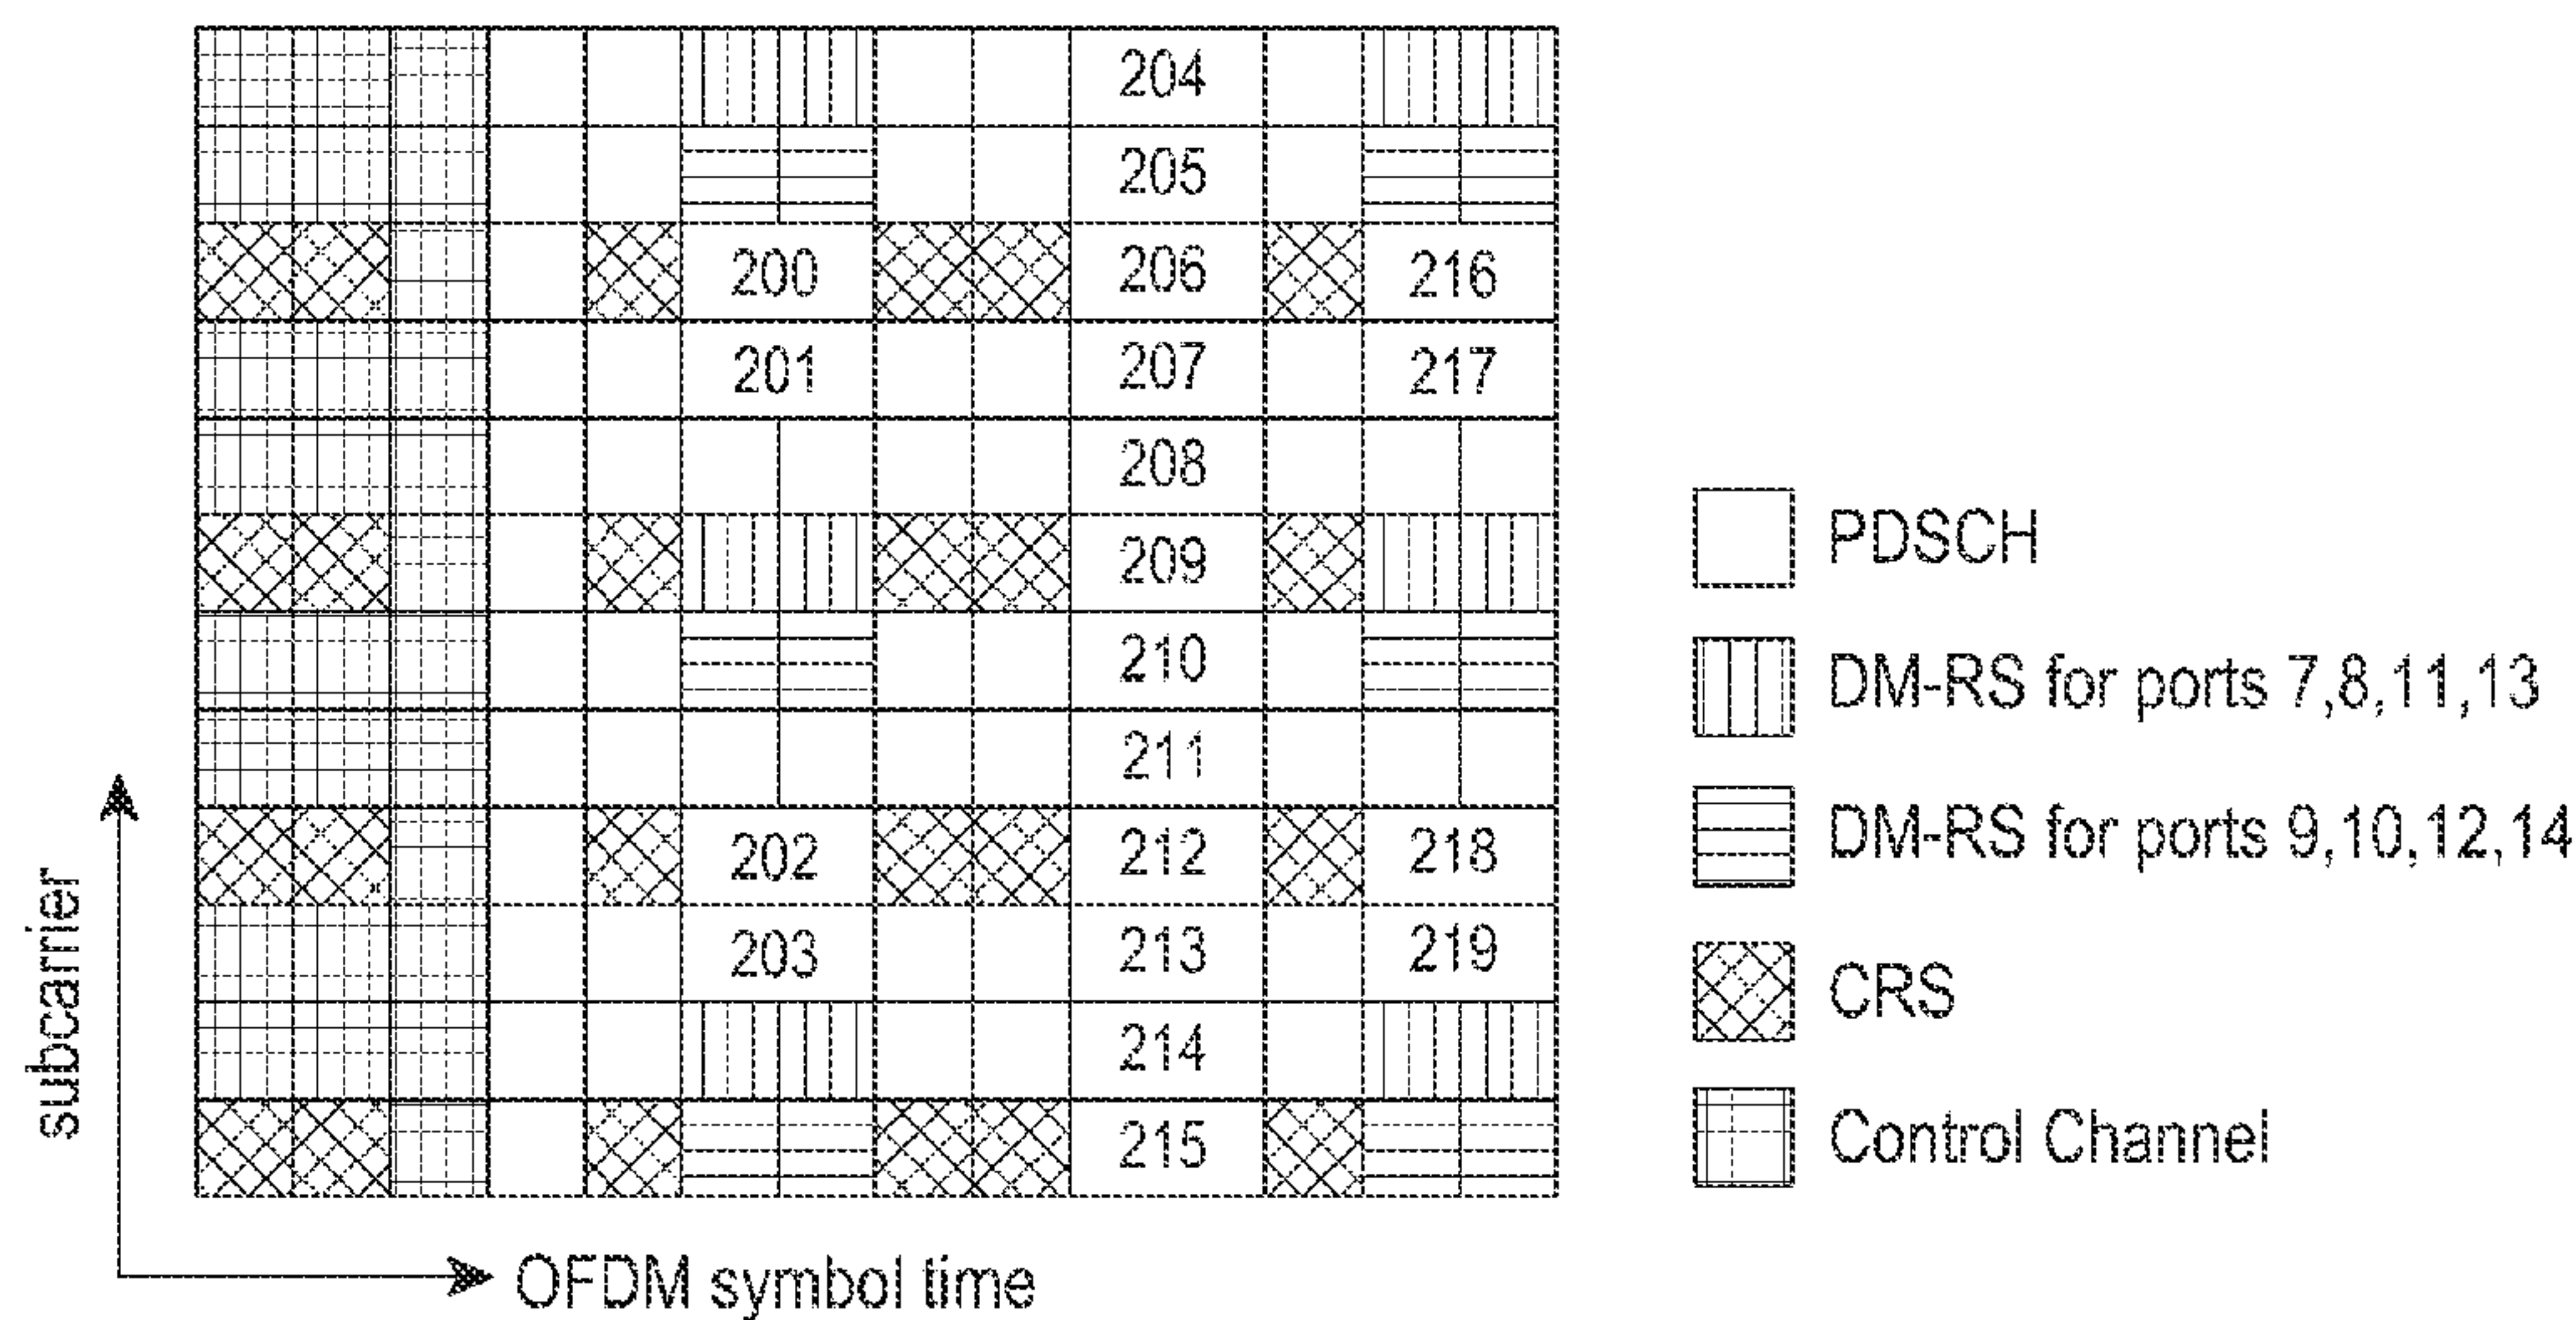 204
205
200 206 216
201 207 217
208
209
210
211
202 212 218
203 213 219
214
215
PDSCH
DM-RS for ports 7,8,11,13
DM-RS for ports 9,10,12,14
CRS
Control Channel
subcarrier
OFDM symbol time